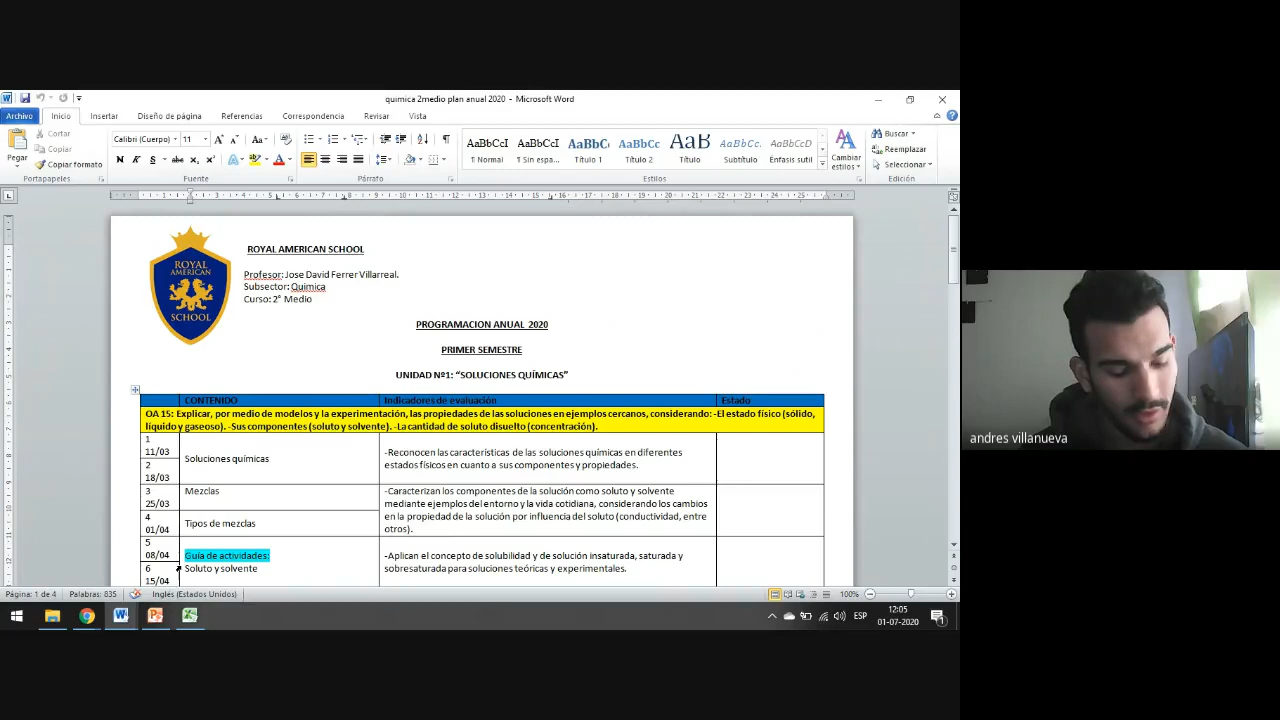 quimica 2medio plan anual 2020 - Microsoft Word
Archivo Inicio Insertar Diseño de página Referencias Correspondencia Revisar Vista
Pegar
Cortar
Copiar
Copiar formato
Portapapeles
Calibri (Cuerpo) 11
Fuente
Párrafo
AaBbCcI AaBbCcI AaBbC AaBbCc AaB AaBbCc. AaBbCcD
¶ Normal ¶ Sin espa... Título 1 Título 2 Título Subtítulo Énfasis sutil
Cambiar estilos
Estilos
Buscar
Reemplazar
Seleccionar
Edición
ROYAL AMERICAN SCHOOL
ROYAL AMERICAN SCHOOL
Profesor: Jose David Ferrer Villarreal.
Subsector: Quimica
Curso: 2° Medio
PROGRAMACION ANUAL 2020
PRIMER SEMESTRE
UNIDAD Nº1: “SOLUCIONES QUÍMICAS”
CONTENIDO Indicadores de evaluación Estado
OA 15: Explicar, por medio de modelos y la experimentación, las propiedades de las soluciones en ejemplos cercanos, considerando: -El estado físico (sólido,
líquido y gaseoso). -Sus componentes (soluto y solvente). -La cantidad de soluto disuelto (concentración).
1
11/03
2
18/03
Soluciones químicas
-Reconocen las características de las soluciones químicas en diferentes
estados físicos en cuanto a sus componentes y propiedades.
3
25/03
Mezclas
4
01/04
Tipos de mezclas
-Caracterizan los componentes de la solución como soluto y solvente
mediante ejemplos del entorno y la vida cotidiana, considerando los cambios
en la propiedad de la solución por influencia del soluto (conductividad, entre
otros).
5
08/04
6
15/04
Guía de actividades:
Soluto y solvente
-Aplican el concepto de solubilidad y de solución insaturada, saturada y
sobresaturada para soluciones teóricas y experimentales.
Página: 1 de 4 Palabras: 835 Inglés (Estados Unidos) 100%
ESP
12:05
01-07-2020
andres villanueva